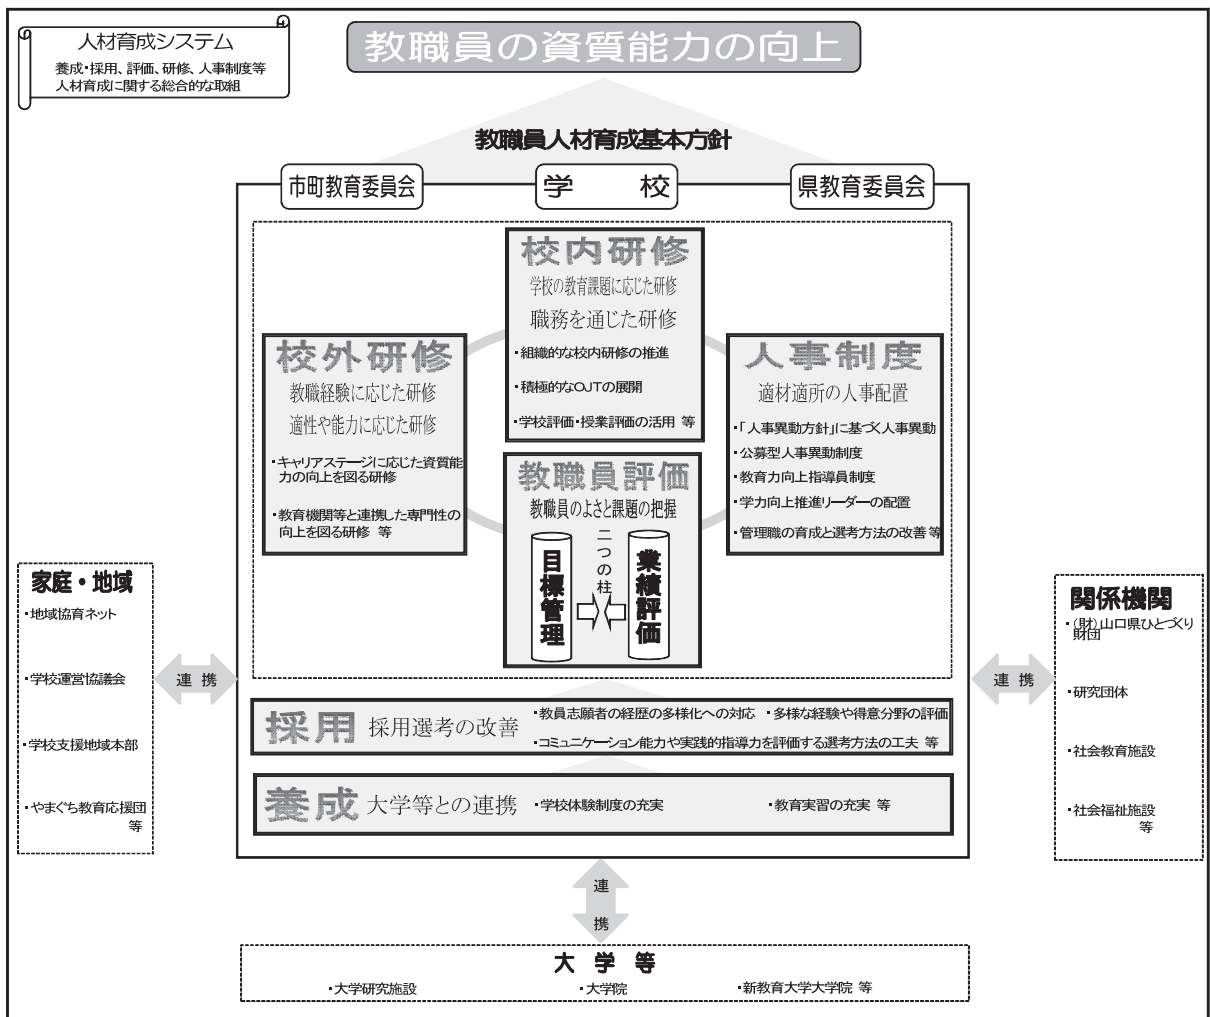 人材育成システム
養成・採用、評価、研修、人事制度等
人材育成に関する総合的な取組
教職員の資質能力の向上
教職員人材育成基本方針
市町教育委員会
学　校
県教育委員会
校内研修
学校の教育課題に応じた研修
職務を通じた研修
・組織的な校内研修の推進
・積極的なOJTの展開
・学校評価・授業評価の活用 等
校外研修
教職経験に応じた研修
適性や能力に応じた研修
・キャリアステージに応じた資質能
力の向上を図る研修
・教育機関等と連携した専門性の
向上を図る研修 等
人事制度
適材適所の人事配置
・「人事異動方針」に基づく人事異動
・公募型人事異動制度
・教育力向上指導員制度
・学力向上推進リーダーの配置
・管理職の育成と選考方法の改善 等
教職員評価
教職員のよさと課題の把握
二つの柱
目標管理
業績評価
家庭・地域
・地域協育ネット
・学校運営協議会
・学校支援地域本部
・やまぐち教育応援団
等
連 携
連 携
関係機関
・（財）山口県ひとづくり
財団
・研究団体
・社会教育施設
・社会福祉施設
等
採用 採用選考の改善
・教員志願者の経歴の多様化への対応 ・多様な経験や得意分野の評価
・コミュニケーション能力や実践的指導力を評価する選考方法の工夫 等
養成 大学等との連携 ・学校体験制度の充実 ・教育実習の充実 等
連
携
大 学 等
・大学研究施設 ・大学院 ・新教育大学大学院 等